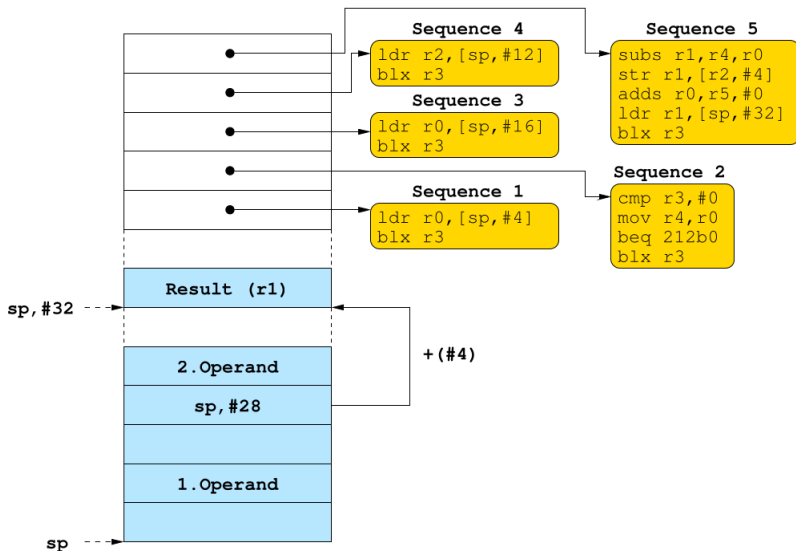 Sequence 4
ldr r2,[sp,#12]
blx r3
Sequence 5
subs r1,r4,r0
str r1,[r2,#4]
adds r0,r5,#0
ldr r1,[sp,#32]
blx r3
Sequence 3
ldr r0,[sp,#16]
blx r3
Sequence 2
cmp r3,#0
mov r4,r0
beq 212b0
blx r3
Sequence 1
ldr r0,[sp,#4]
blx r3
Result (r1)
sp,#32
+(#4)
2.Operand
sp,#28
1.Operand
sp